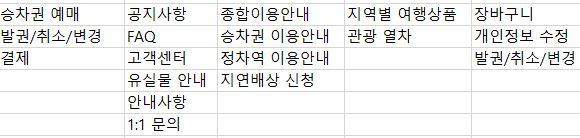 승차권 예매 공지사항 종합이용안내 지역별 여행상품 장바구니
발권/취소/변경 FAQ 승차권 이용안내 관광 열차 개인정보 수정
결제 고객센터 정차역 이용안내 발권/취소/변경
유실물 안내 지연배상 신청
안내사항
1:1 문의